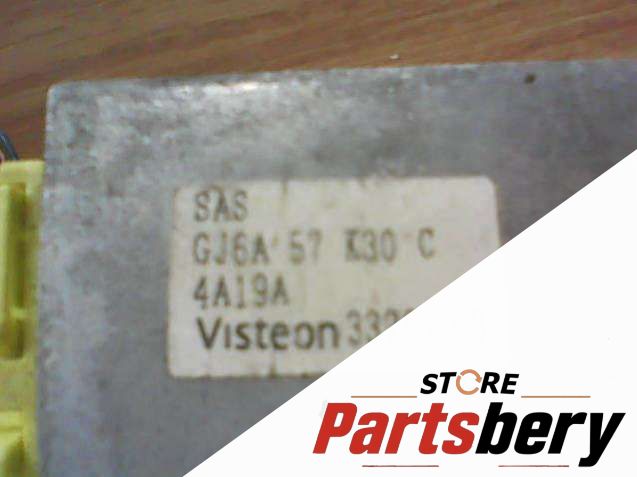 SAS
GJ6A 57 K30 C
4A19A
Visteon
STORE
Partsbery